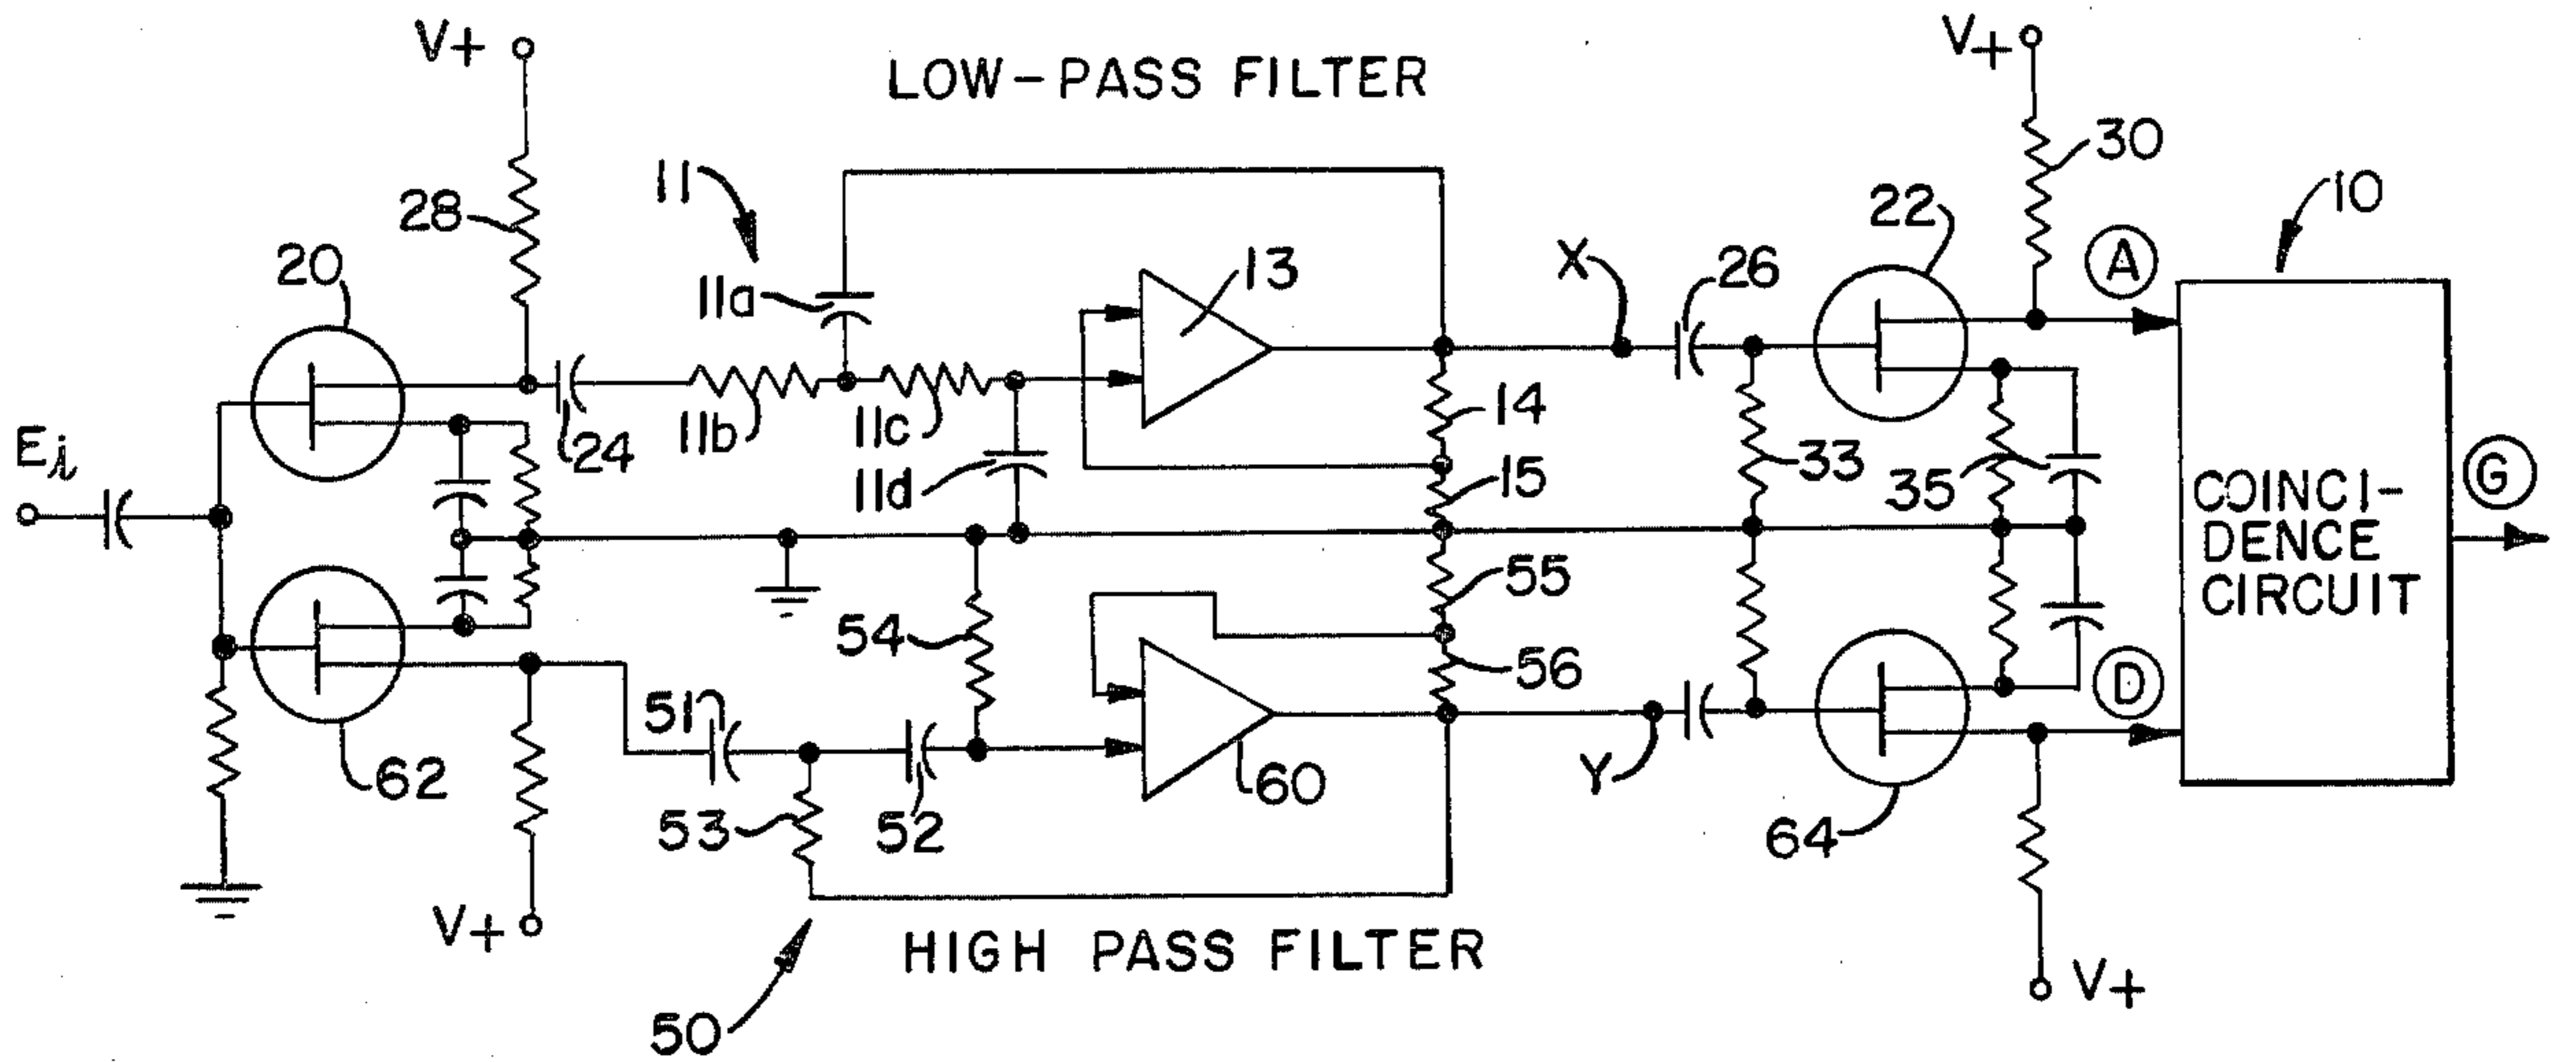 V+
LOW-PASS FILTER
V+
30
11
10
28
22
A
20
X
26
11a
13
14
Ei
24
11b
11c
33
15
11d
35
G
COINCI-
DENCE
CIRCUIT
55
54
56
D
51
62
60
Y
53
52
64
V+
HIGH PASS FILTER
V+
50